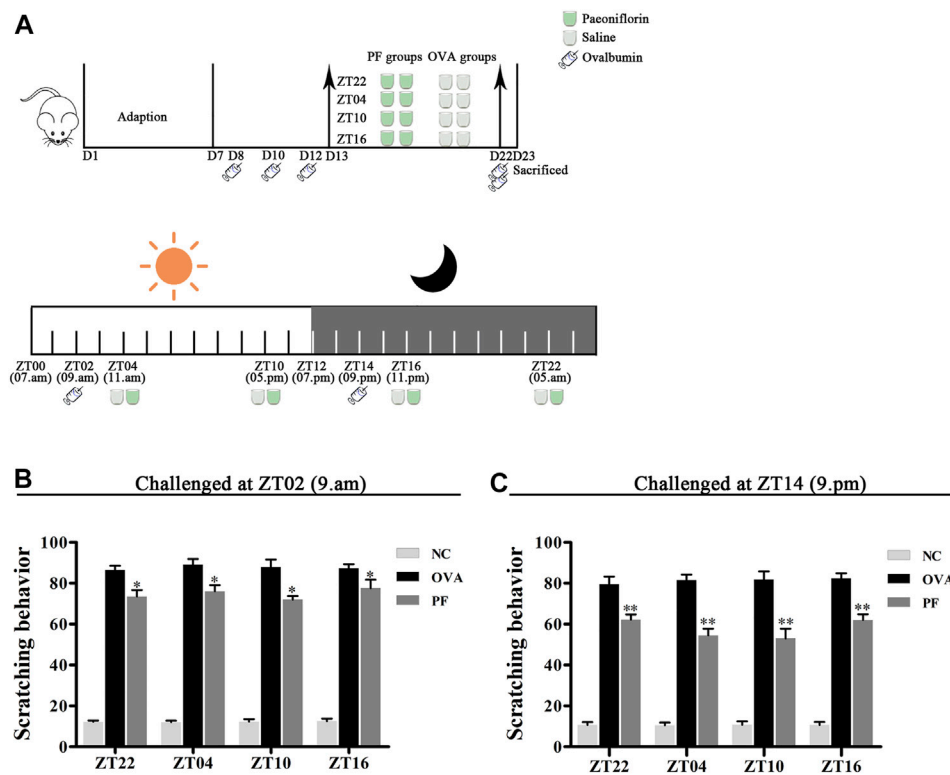 A
Paeoniflorin
Saline
Ovalbumin
PF groups OVA groups
ZT22
ZT04
ZT10
ZT16
Adaption
D1 D7 D8 D10 D12 D13 D22D23
Sacrificed
ZT00 ZT02 ZT04 ZT10 ZT12 ZT14 ZT16 ZT22
(07.am) (09.am) (11.am) (05.pm) (07.pm) (09.pm) (11.pm) (05.am)
B
Challenged at ZT02 (9.am)
Scratching behavior
100
80
60
40
20
0
* * * *
NC
OVA
PF
ZT22 ZT04 ZT10 ZT16
C
Challenged at ZT14 (9.pm)
Scratching behavior
100
80
60
40
20
0
** ** ** **
NC
OVA
PF
ZT22 ZT04 ZT10 ZT16